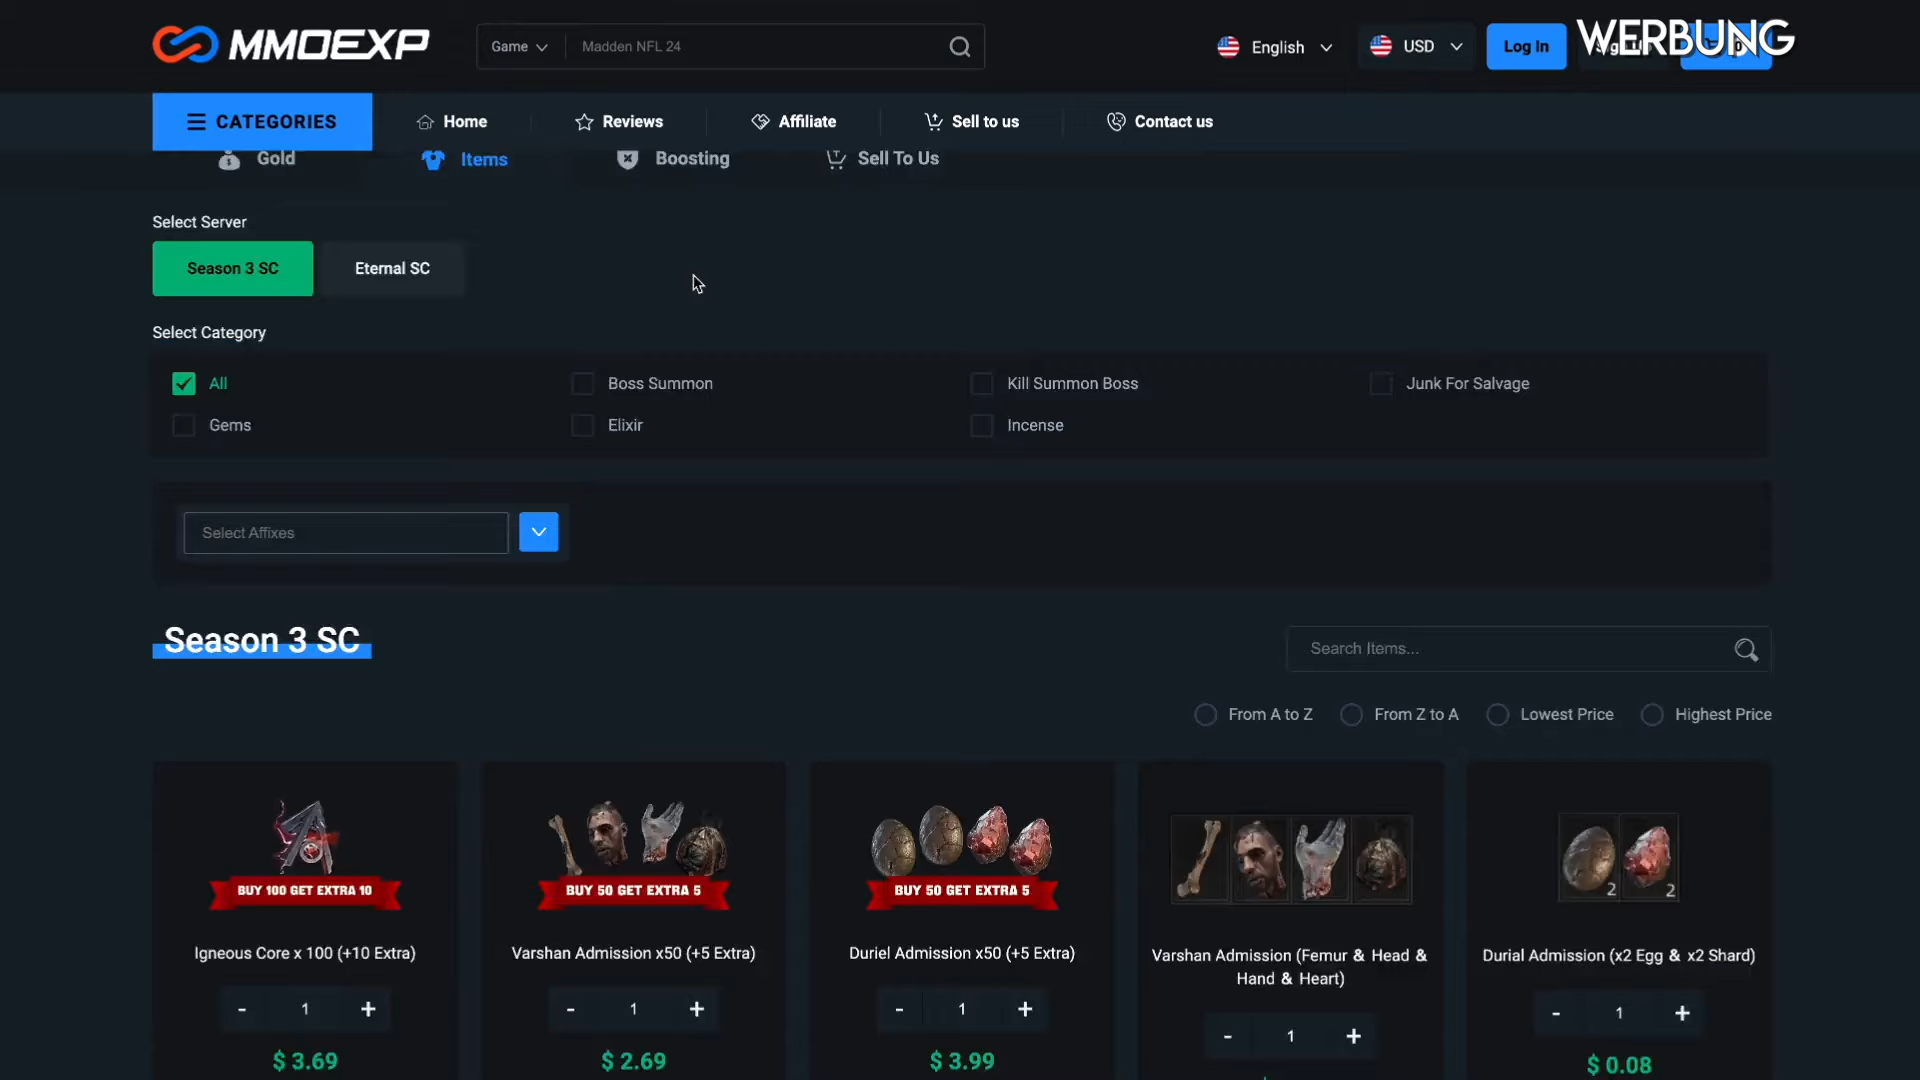 MMOEXP
Game
Madden NFL 24
English
USD
Log In
WERBUNG
CATEGORIES
Home
Reviews
Affiliate
Sell to us
Contact us
Gold
Items
Boosting
Sell To Us
Select Server
Season 3 SC
Eternal SC
Select Category
All
Boss Summon
Kill Summon Boss
Junk For Salvage
Gems
Elixir
Incense
Select Affixes
Season 3 SC
Search Items...
From A to Z
From Z to A
Lowest Price
Highest Price
BUY 100 GET EXTRA 10
Igneous Core x 100 (+10 Extra)
- 1 +
$ 3.69
BUY 50 GET EXTRA 5
Varshan Admission x50 (+5 Extra)
- 1 +
$ 2.69
BUY 50 GET EXTRA 5
Duriel Admission x50 (+5 Extra)
- 1 +
$ 3.99
Varshan Admission (Femur & Head &
Hand & Heart)
- 1 +
2 2
Durial Admission (x2 Egg & x2 Shard)
- 1 +
$ 0.08